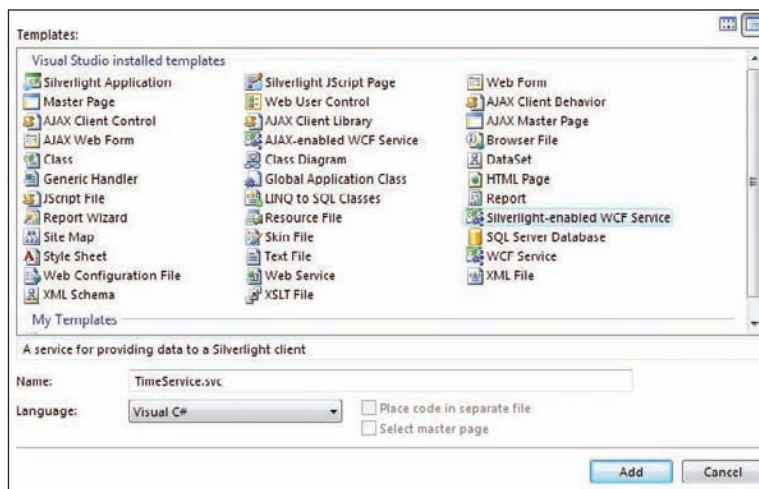 Templates:
Visual Studio installed templates
Silverlight Application
Silverlight JScript Page
Web Form
Master Page
Web User Control
AJAX Client Behavior
AJAX Client Control
AJAX Client Library
AJAX Master Page
AJAX Web Form
AJAX-enabled WCF Service
Browser File
Class
Class Diagram
DataSet
Generic Handler
Global Application Class
HTML Page
JScript File
LINQ to SQL Classes
Report
Report Wizard
Resource File
Silverlight-enabled WCF Service
Site Map
Skin File
SQL Server Database
Style Sheet
Text File
WCF Service
Web Configuration File
Web Service
XML File
XML Schema
XSLT File
My Templates
A service for providing data to a Silverlight client
Name:
TimeService.svc
Language:
Visual C#
Place code in separate file
Select master page
Add
Cancel